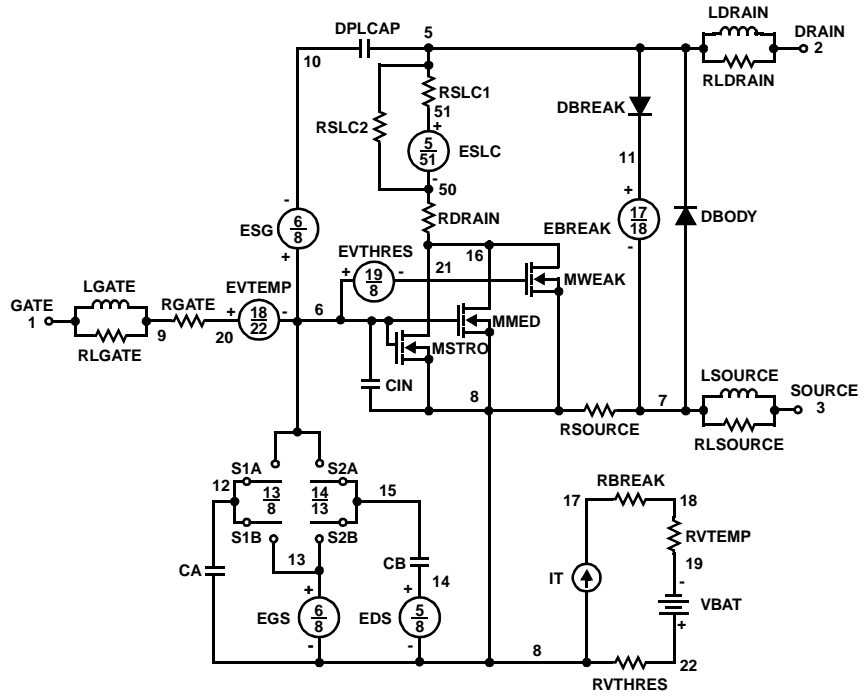 LDRAIN
DPLCAP 5 DRAIN
10 2
RLDRAIN
RSLC1
51
DBREAK
RSLC2
+
5
51
ESLC
-
50
11
-
RDRAIN
+
17
18
EBREAK
-
DBODY
ESG
6
8
+
EVTHRES
16
+ 19
8
- 21
MWEAK
LGATE
EVTEMP
GATE
1
RGATE
+ 18
22
- 6
MMED
9 20
RLGATE
MSTRO
CIN
8
LSOURCE
7
SOURCE
3
RSOURCE
RLSOURCE
S1A S2A
12
13
8
14
13
15
S1B S2B
13
RBREAK
17 18
RVTEMP
CA
CB
14
IT
19
-
VBAT
+
+ +
EGS
6
8
EDS
5
8
- -
8
22
RVTHRES